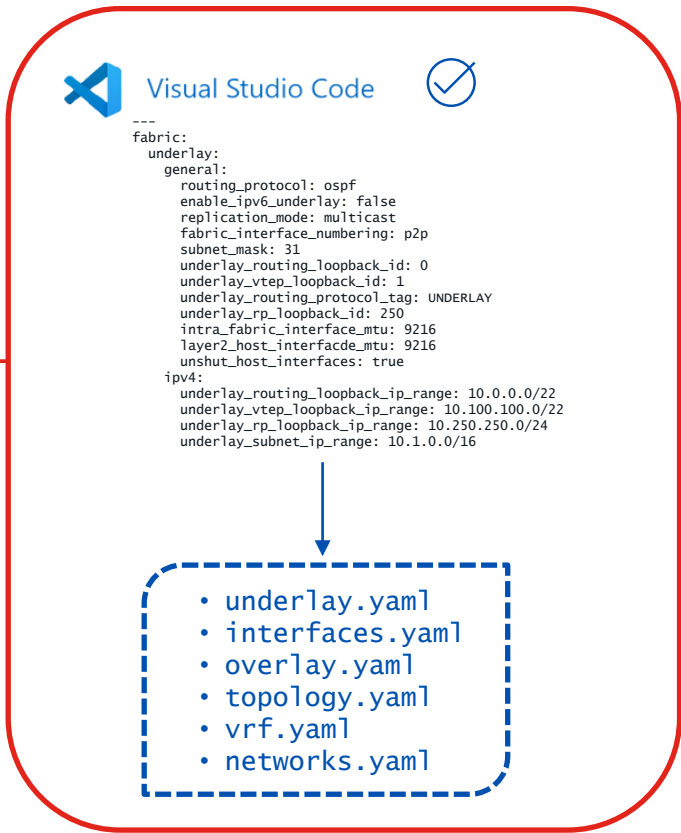 Visual Studio Code
---
fabric:
  underlay:
    general:
      routing_protocol: ospf
      enable_ipv6_underlay: false
      replication_mode: multicast
      fabric_interface_numbering: p2p
      subnet_mask: 31
      underlay_routing_loopback_id: 0
      underlay_vtep_loopback_id: 1
      underlay_routing_protocol_tag: UNDERLAY
      underlay_rp_loopback_id: 250
      intra_fabric_interface_mtu: 9216
      layer2_host_interfacde_mtu: 9216
      unshut_host_interfaces: true
    ipv4:
      underlay_routing_loopback_ip_range: 10.0.0.0/22
      underlay_vtep_loopback_ip_range: 10.100.100.0/22
      underlay_rp_loopback_ip_range: 10.250.250.0/24
      underlay_subnet_ip_range: 10.1.0.0/16
• underlay.yaml
• interfaces.yaml
• overlay.yaml
• topology.yaml
• vrf.yaml
• networks.yaml